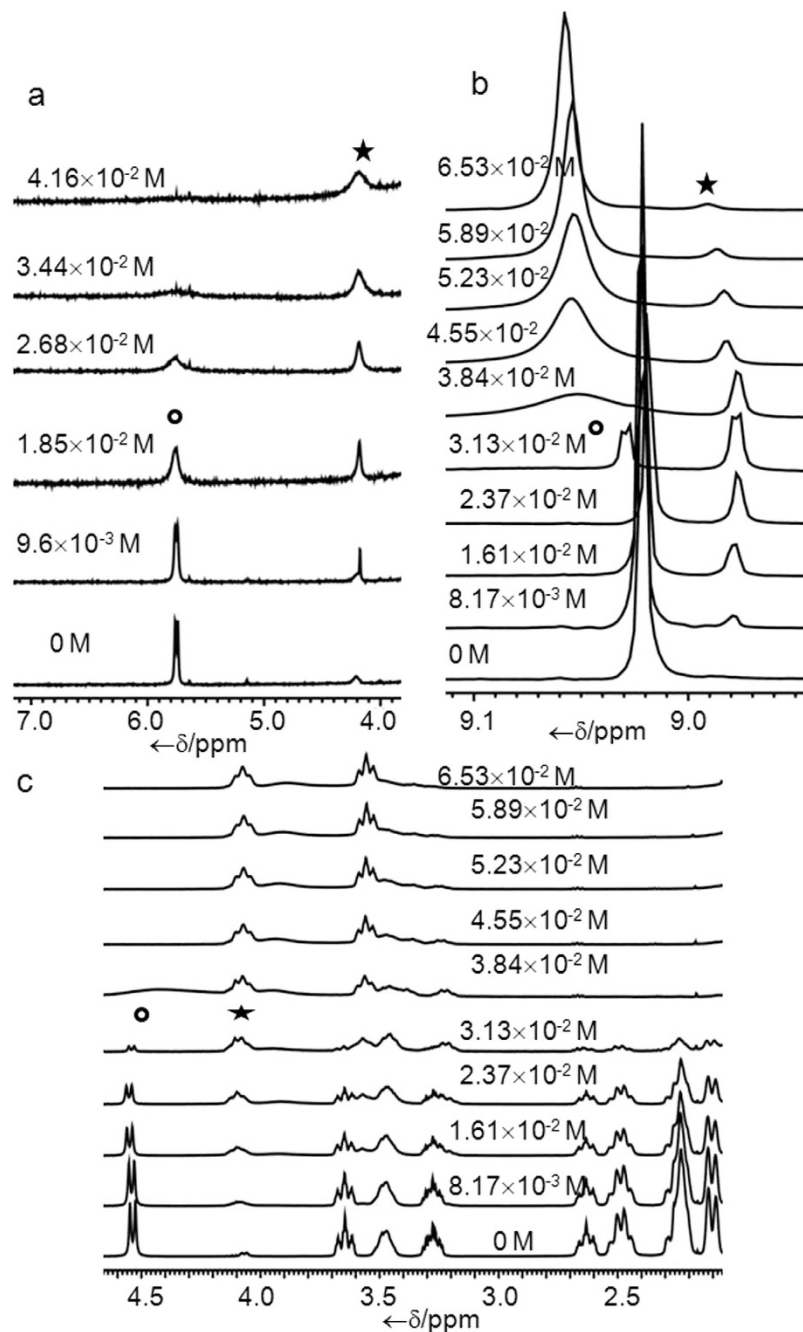 a
4.16×10⁻² M
3.44×10⁻² M
2.68×10⁻² M
1.85×10⁻² M
9.6×10⁻³ M
0 M
7.0 6.0 5.0 4.0
←δ/ppm
b
6.53×10⁻² M
5.89×10⁻²
5.23×10⁻²
4.55×10⁻²
3.84×10⁻² M
3.13×10⁻² M
2.37×10⁻² M
1.61×10⁻² M
8.17×10⁻³ M
0 M
9.1 9.0
←δ/ppm
c
6.53×10⁻² M
5.89×10⁻² M
5.23×10⁻² M
4.55×10⁻² M
3.84×10⁻² M
3.13×10⁻² M
2.37×10⁻² M
1.61×10⁻² M
8.17×10⁻³ M
0 M
4.5 4.0 3.5 3.0 2.5
←δ/ppm